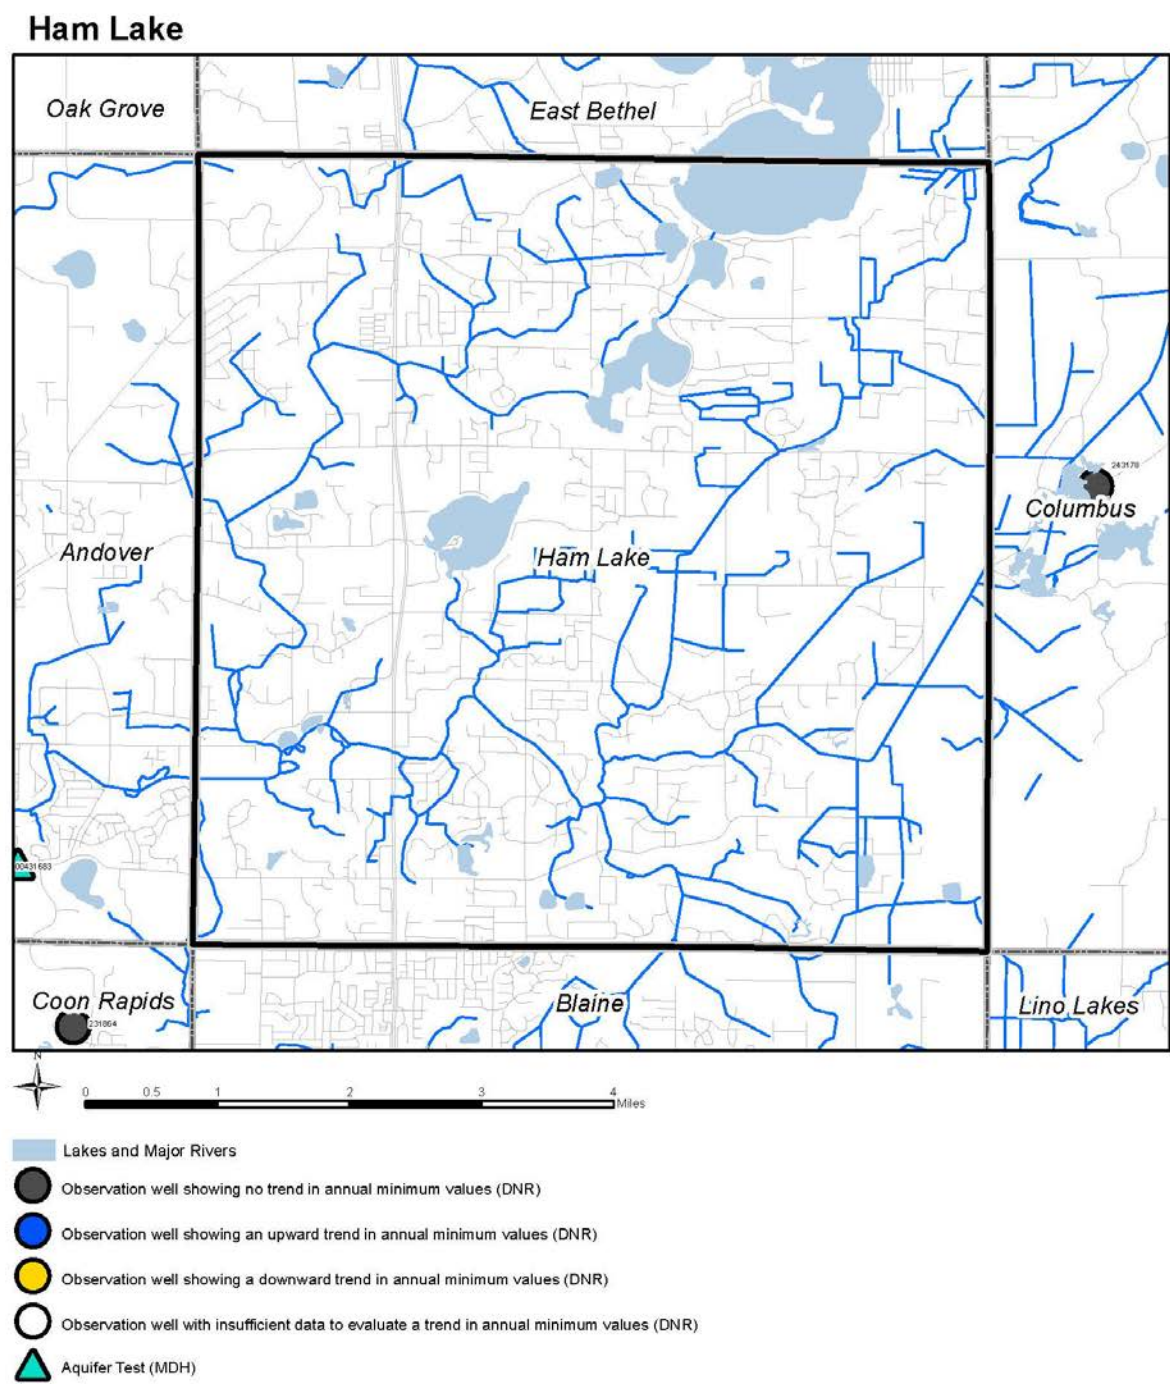 Ham Lake
Oak Grove
East Bethel
243178
Columbus
Andover
Ham Lake
00431683
Coon Rapids
231864
Blaine
Lino Lakes
N
0 0.5 1 2 3 4
Miles
Lakes and Major Rivers
Observation well showing no trend in annual minimum values (DNR)
Observation well showing an upward trend in annual minimum values (DNR)
Observation well showing a downward trend in annual minimum values (DNR)
Observation well with insufficient data to evaluate a trend in annual minimum values (DNR)
Aquifer Test (MDH)